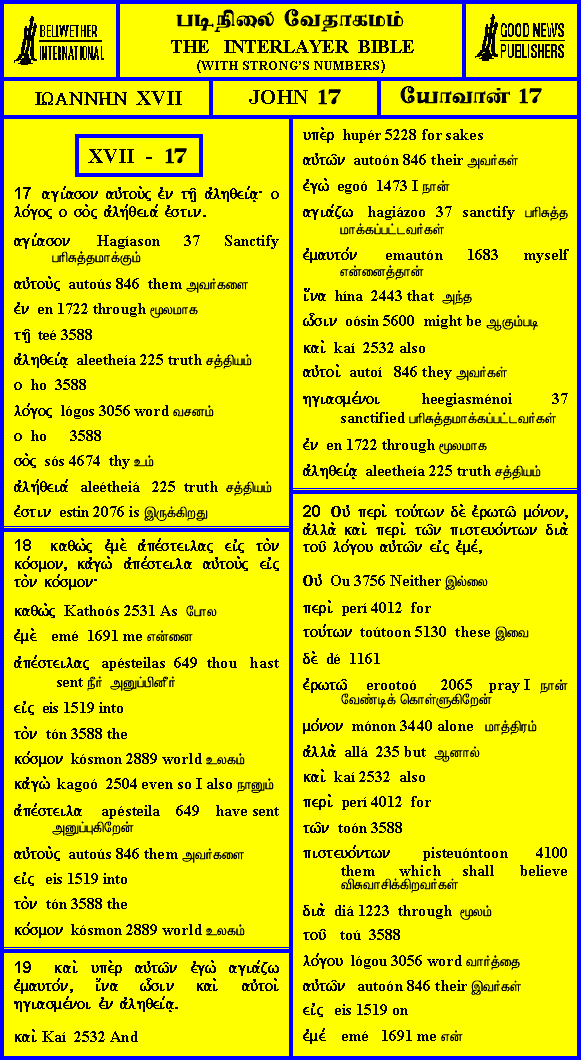 BELLWETHER
INTERNATIONAL
படிநிலை வேதாகமம்
THE INTERLAYER BIBLE
(WITH STRONG'S NUMBERS)
GOOD NEWS
PUBLISHERS
ΙΩΑΝΝΗΝ XVII
JOHN 17
யோவான் 17
XVII - 17
17 αγίασον αὐτοὺς ἐν τῇ ἀληθείᾳ· ο
λόγος ο σὸς ἀλήθειά ἐστιν.
αγίασον Hagíason 37 Sanctify
பரிசுத்தமாக்கும்
αὐτοὺς autoús 846 them அவர்களை
ἐν en 1722 through மூலமாக
τῇ teé 3588
ἀληθείᾳ aleetheía 225 truth சத்தியம்
ο ho 3588
λόγος lógos 3056 word வசனம்
ο ho 3588
σὸς sós 4674 thy உம்
ἀλήθειά aleétheiá 225 truth சத்தியம்
ἐστιν estin 2076 is இருக்கிறது
18 καθὼς ἐμὲ ἀπέστειλας εἰς τὸν
κόσμον, κἀγὼ ἀπέστειλα αὐτοὺς εἰς
τὸν κόσμον·
καθὼς Kathoós 2531 As போல
ἐμὲ emé 1691 me என்னை
ἀπέστειλας apésteilas 649 thou hast
sent நீர் அனுப்பினீர்
εἰς eis 1519 into
τὸν tón 3588 the
κόσμον kósmon 2889 world உலகம்
κἀγὼ kagoó 2504 even so I also நானும்
ἀπέστειλα apésteila 649 have sent
அனுப்புகிறேன்
αὐτοὺς autoús 846 them அவர்களை
εἰς eis 1519 into
τὸν tón 3588 the
κόσμον kósmon 2889 world உலகம்
19 καὶ υπὲρ αὐτῶν ἐγὼ αγιάζω
ἐμαυτόν, ἵνα ὦσιν καὶ αὐτοὶ
ηγιασμένοι ἐν ἀληθείᾳ.
καὶ Kaí 2532 And
υπὲρ hupér 5228 for sakes
αὐτῶν autoón 846 their அவர்கள்
ἐγὼ egoó 1473 I நான்
αγιάζω hagiázoo 37 sanctify பரிசுத்த
மாக்கப்பட்டவர்கள்
ἐμαυτόν emautón 1683 myself
என்னைத்தான்
ἵνα hína 2443 that அந்த
ὦσιν oósin 5600 might be ஆகும்படி
καὶ kaí 2532 also
αὐτοὶ autoí 846 they அவர்கள்
ηγιασμένοι heegiasménoi 37
sanctified பரிசுத்தமாக்கப்பட்டவர்கள்
ἐν en 1722 through மூலமாக
ἀληθείᾳ aleetheía 225 truth சத்தியம்
20 Οὐ περὶ τούτων δὲ ἐρωτῶ μόνον,
ἀλλὰ καὶ περὶ τῶν πιστευόντων διὰ
τοῦ λόγου αὐτῶν εἰς ἐμέ,
Οὐ Ou 3756 Neither இல்லை
περὶ perí 4012 for
τούτων toútoon 5130 these இவை
δὲ dé 1161
ἐρωτῶ erootoó 2065 pray I நான்
வேண்டிக் கொள்ளுகிறேன்
μόνον mónon 3440 alone மாத்திரம்
ἀλλὰ allá 235 but ஆனால்
καὶ kaí 2532 also
περὶ perí 4012 for
τῶν toón 3588
πιστευόντων pisteuóntoon 4100
them which shall believe
விசுவாசிக்கிறவர்கள்
διὰ diá 1223 through மூலம்
τοῦ toú 3588
λόγου lógou 3056 word வார்த்தை
αὐτῶν autoón 846 their இவர்கள்
εἰς eis 1519 on
ἐμέ emé 1691 me என்